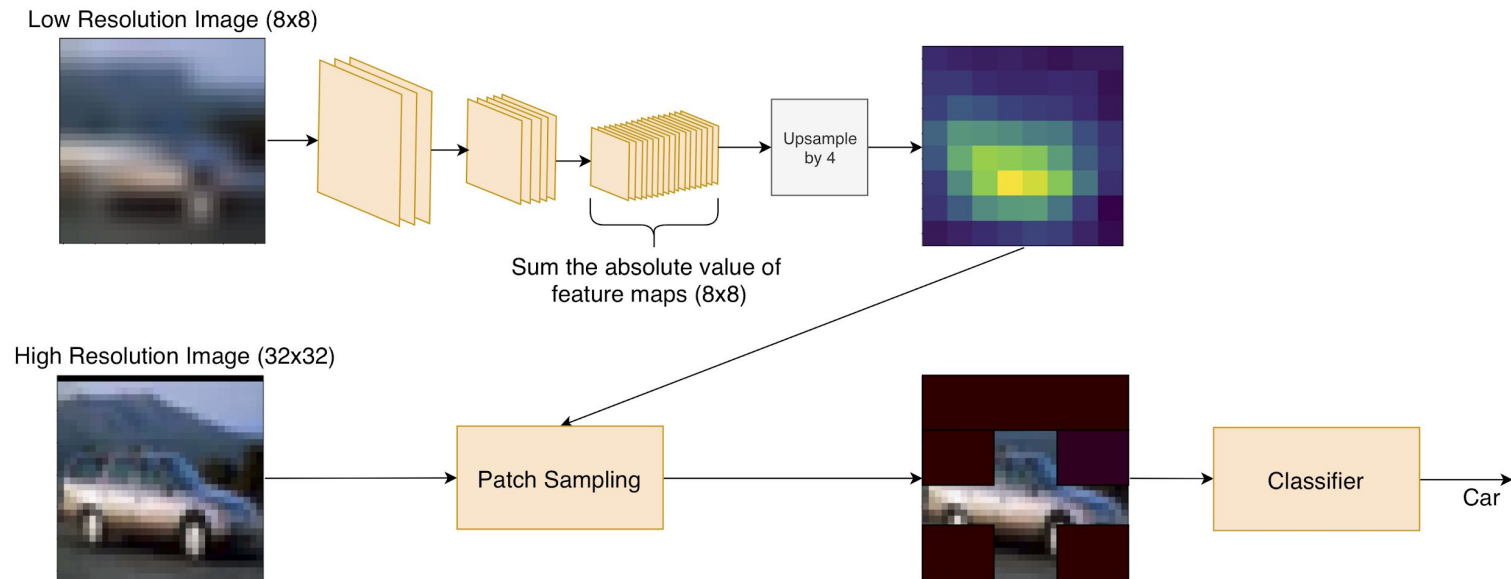 Low Resolution Image (8x8)
Upsample
by 4
Sum the absolute value of
feature maps (8x8)
High Resolution Image (32x32)
Patch Sampling
Classifier
Car